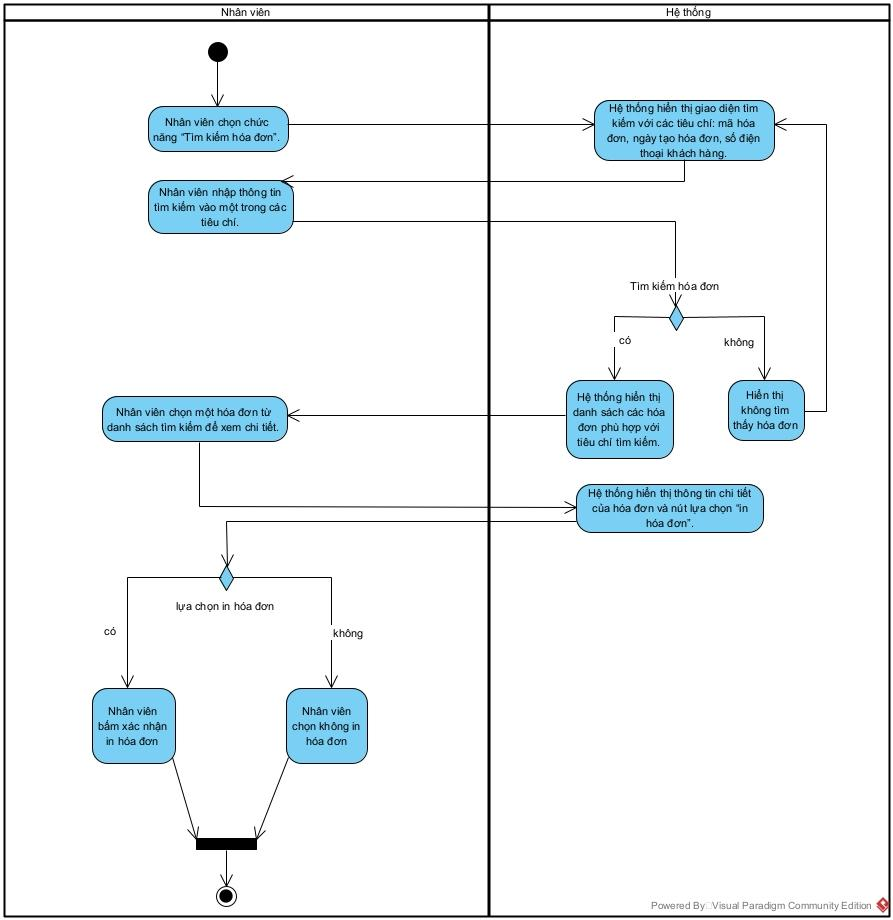 Nhân viên
Hệ thống
Nhân viên chọn chức
năng "Tìm kiếm hóa đơn".
Hệ thống hiển thị giao diện tìm
kiếm với các tiêu chí: mã hóa
đơn, ngày tạo hóa đơn, số điện
thoại khách hàng.
Nhân viên nhập thông tin
tìm kiếm vào một trong các
tiêu chí.
Tìm kiếm hóa đơn
có
không
Hệ thống hiển thị
danh sách các hóa
đơn phù hợp với
tiêu chí tìm kiếm.
Hiển thị
không tìm
thấy hóa đơn
Nhân viên chọn một hóa đơn từ
danh sách tìm kiếm để xem chi tiết.
Hệ thống hiển thị thông tin chi tiết
của hóa đơn và nút lựa chọn "in
hóa đơn".
lựa chọn in hóa đơn
có
không
Nhân viên
bấm xác nhận
in hóa đơn
Nhân viên
chọn không in
hóa đơn
Powered By Visual Paradigm Community Edition